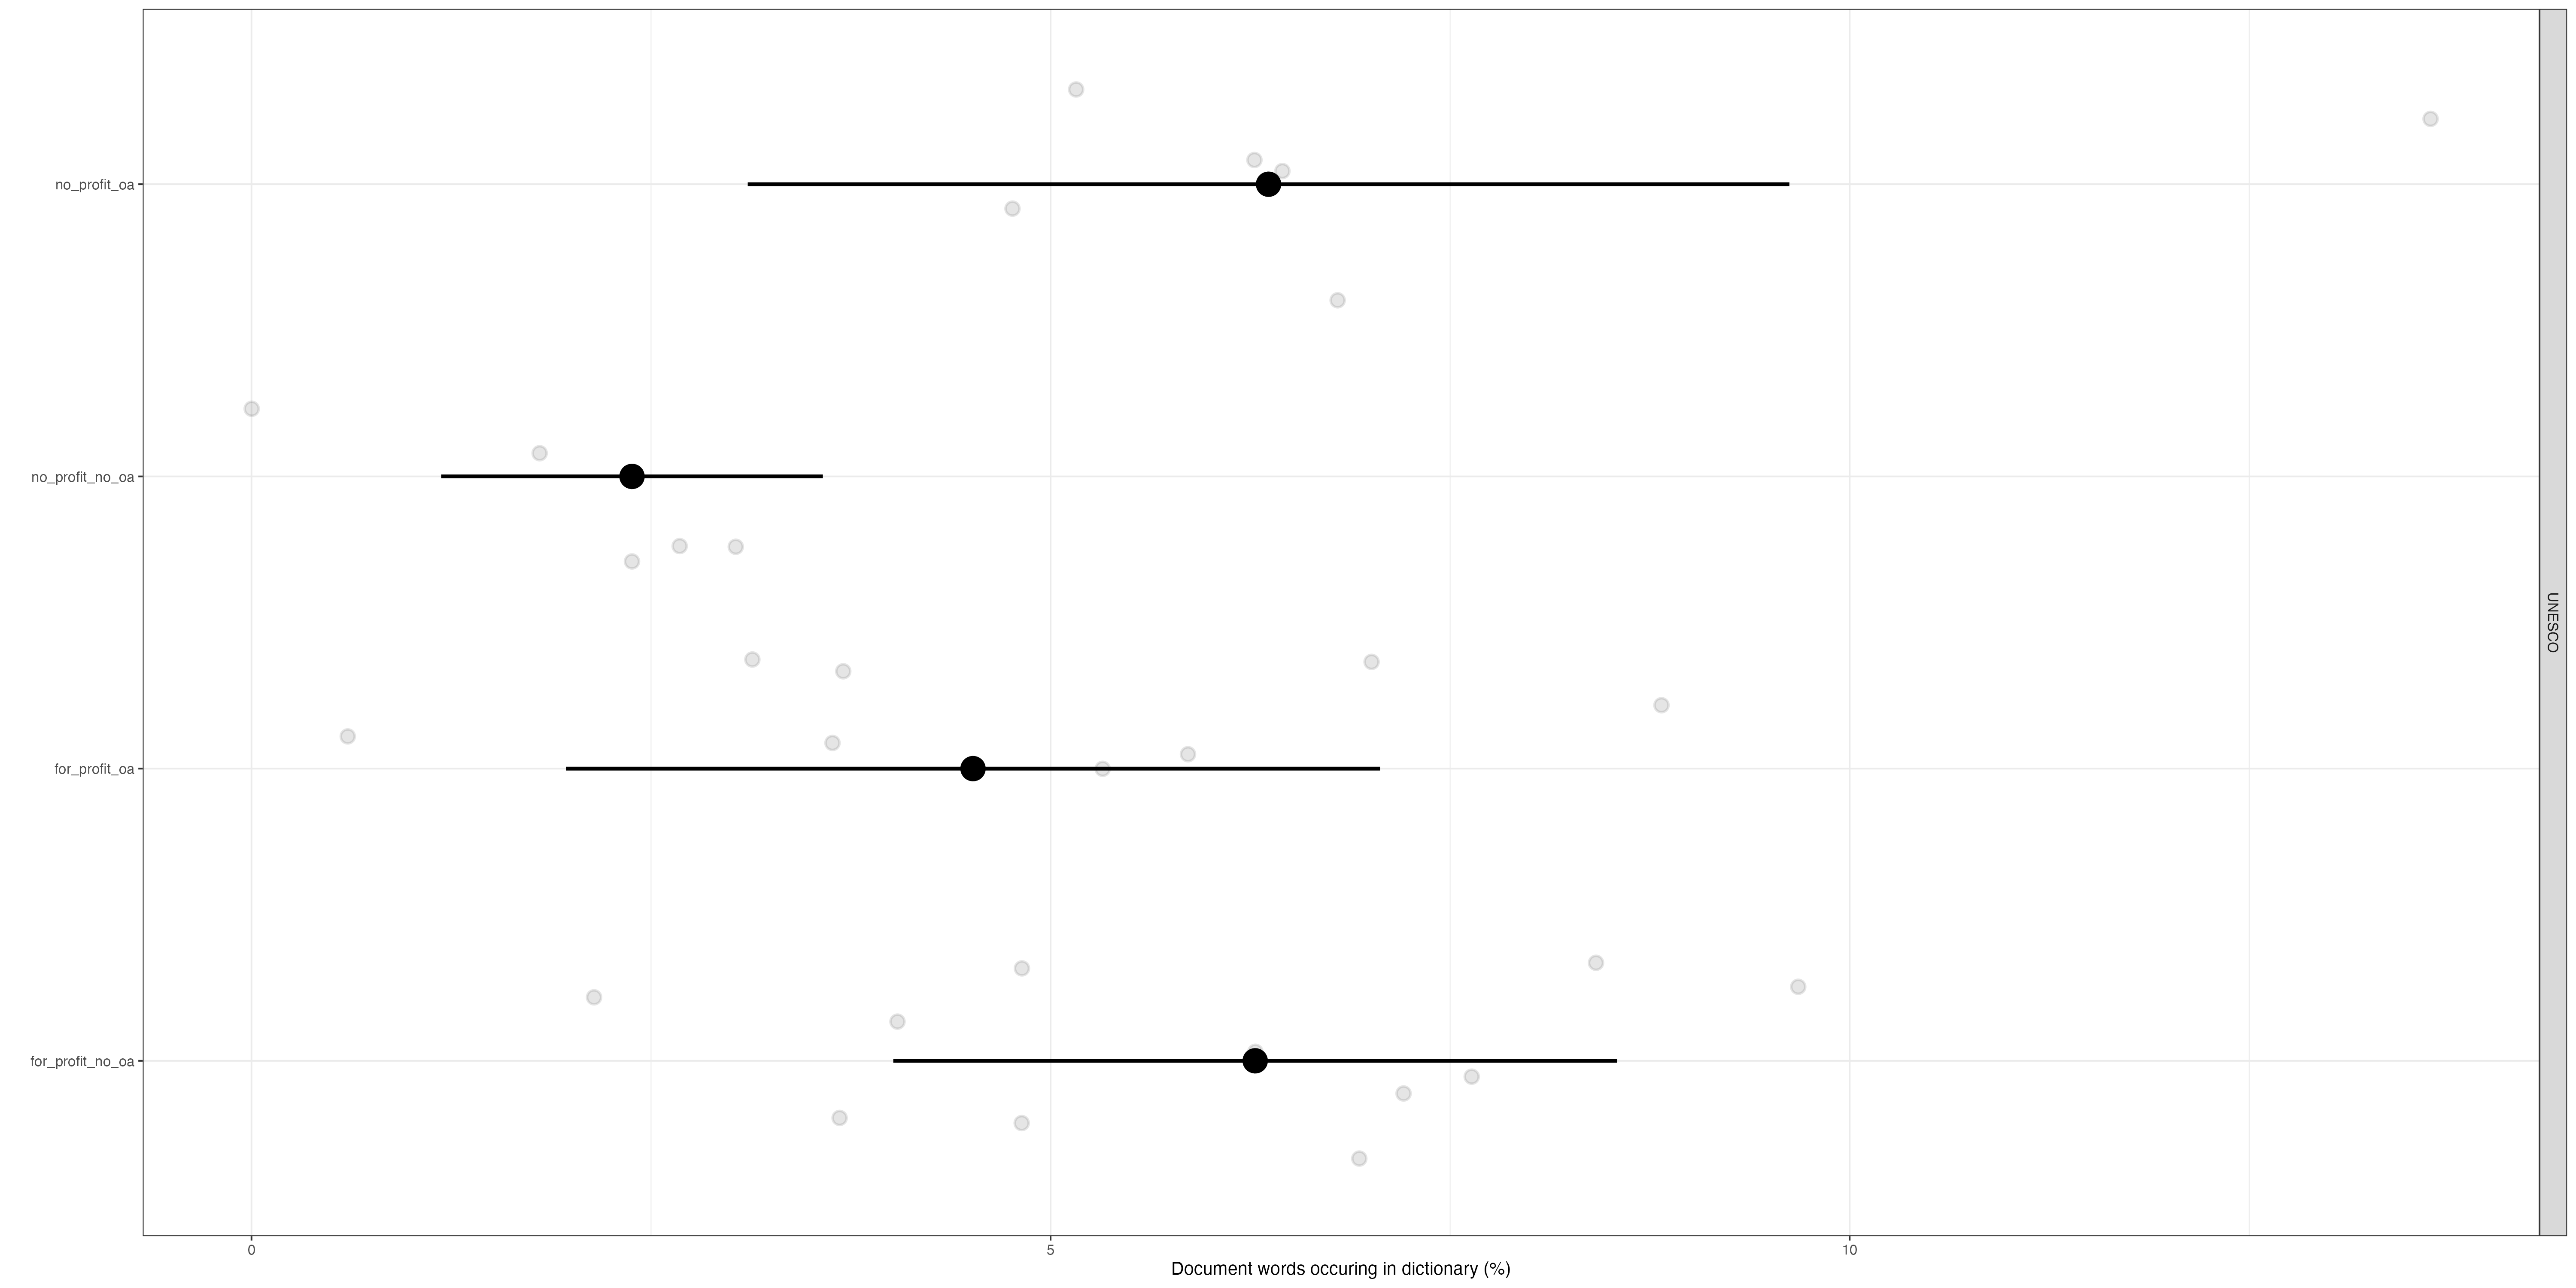 no_profit_oa
no_profit_no_oa
for_profit_oa
for_profit_no_oa
UNESCO
0 5 10
Document words occuring in dictionary (%)